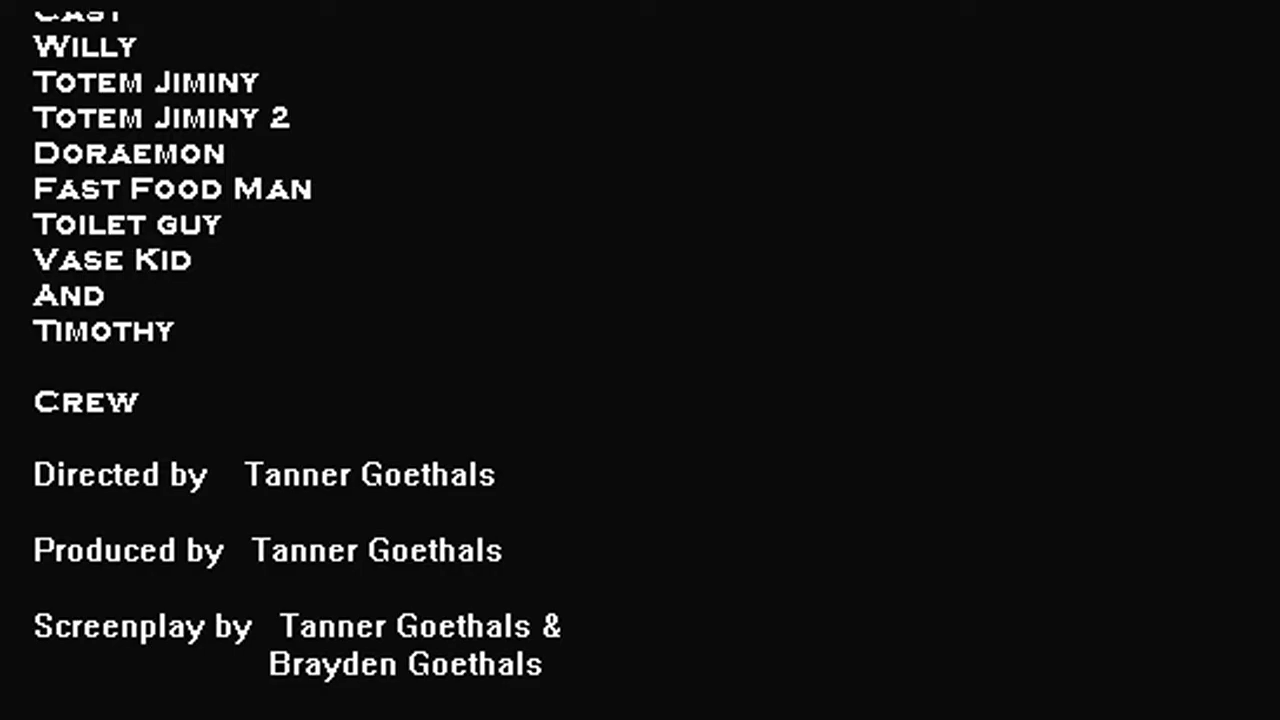 CAST
WILLY
TOTEM JIMINY
TOTEM JIMINY 2
DORAEMON
FAST FOOD MAN
TOILET GUY
VASE KID
AND
TIMOTHY
CREW
Directed by Tanner Goethals
Produced by Tanner Goethals
Screenplay by Tanner Goethals &
Brayden Goethals